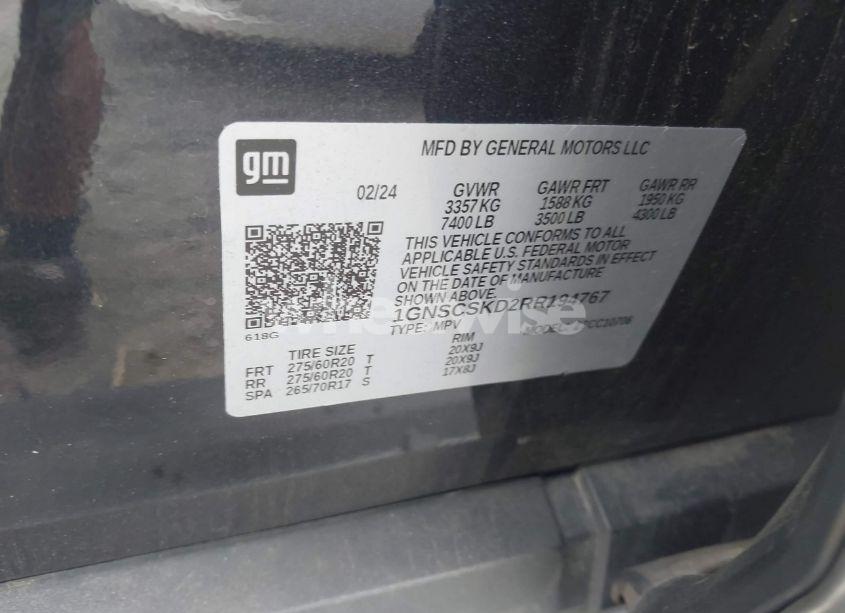 gm
MFD BY GENERAL MOTORS LLC
02/24 GVWR GAWR FRT GAWR RR
3357 KG 1588 KG 1950 KG
7400 LB 3500 LB 4300 LB
THIS VEHICLE CONFORMS TO ALL
APPLICABLE U.S. FEDERAL MOTOR
VEHICLE SAFETY STANDARDS IN EFFECT
ON THE DATE OF MANUFACTURE
SHOWN ABOVE.
1GNSCSKD2RR194767
618G TYPE: MPV
TIRE SIZE RIM
FRT 275/60R20 T 20X9J
RR 275/60R20 T 20X9J
SPA 265/70R17 S 17X8J